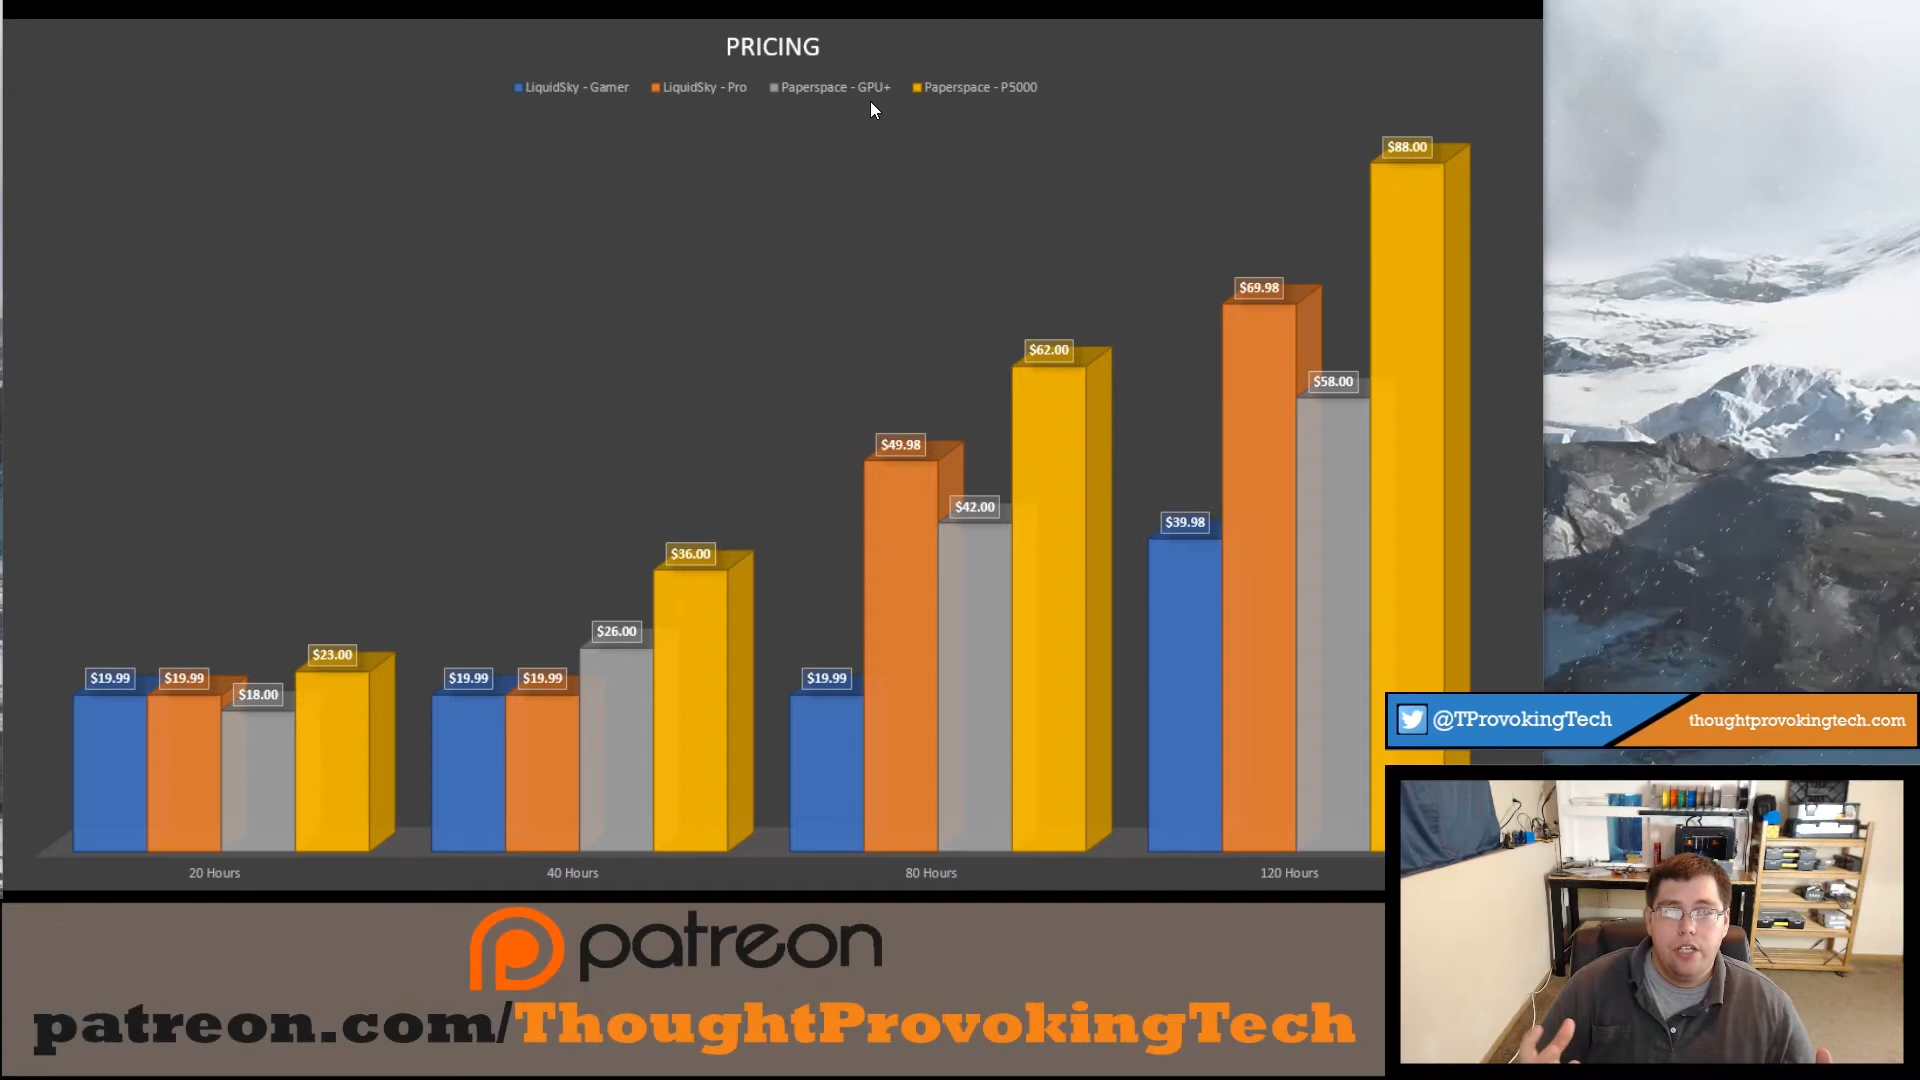 PRICING
LiquidSky - Gamer LiquidSky - Pro Paperspace - GPU+ Paperspace - P5000
$88.00
$69.98
$62.00
$58.00
$49.98
$42.00
$39.98
$36.00
$26.00
$23.00
$19.99 $19.99 $18.00
$19.99 $19.99
$19.99
20 Hours 40 Hours 80 Hours 120 Hours
@TProvokingTech thoughtprovokingtech.com
patreon
patreon.com/ThoughtProvokingTech